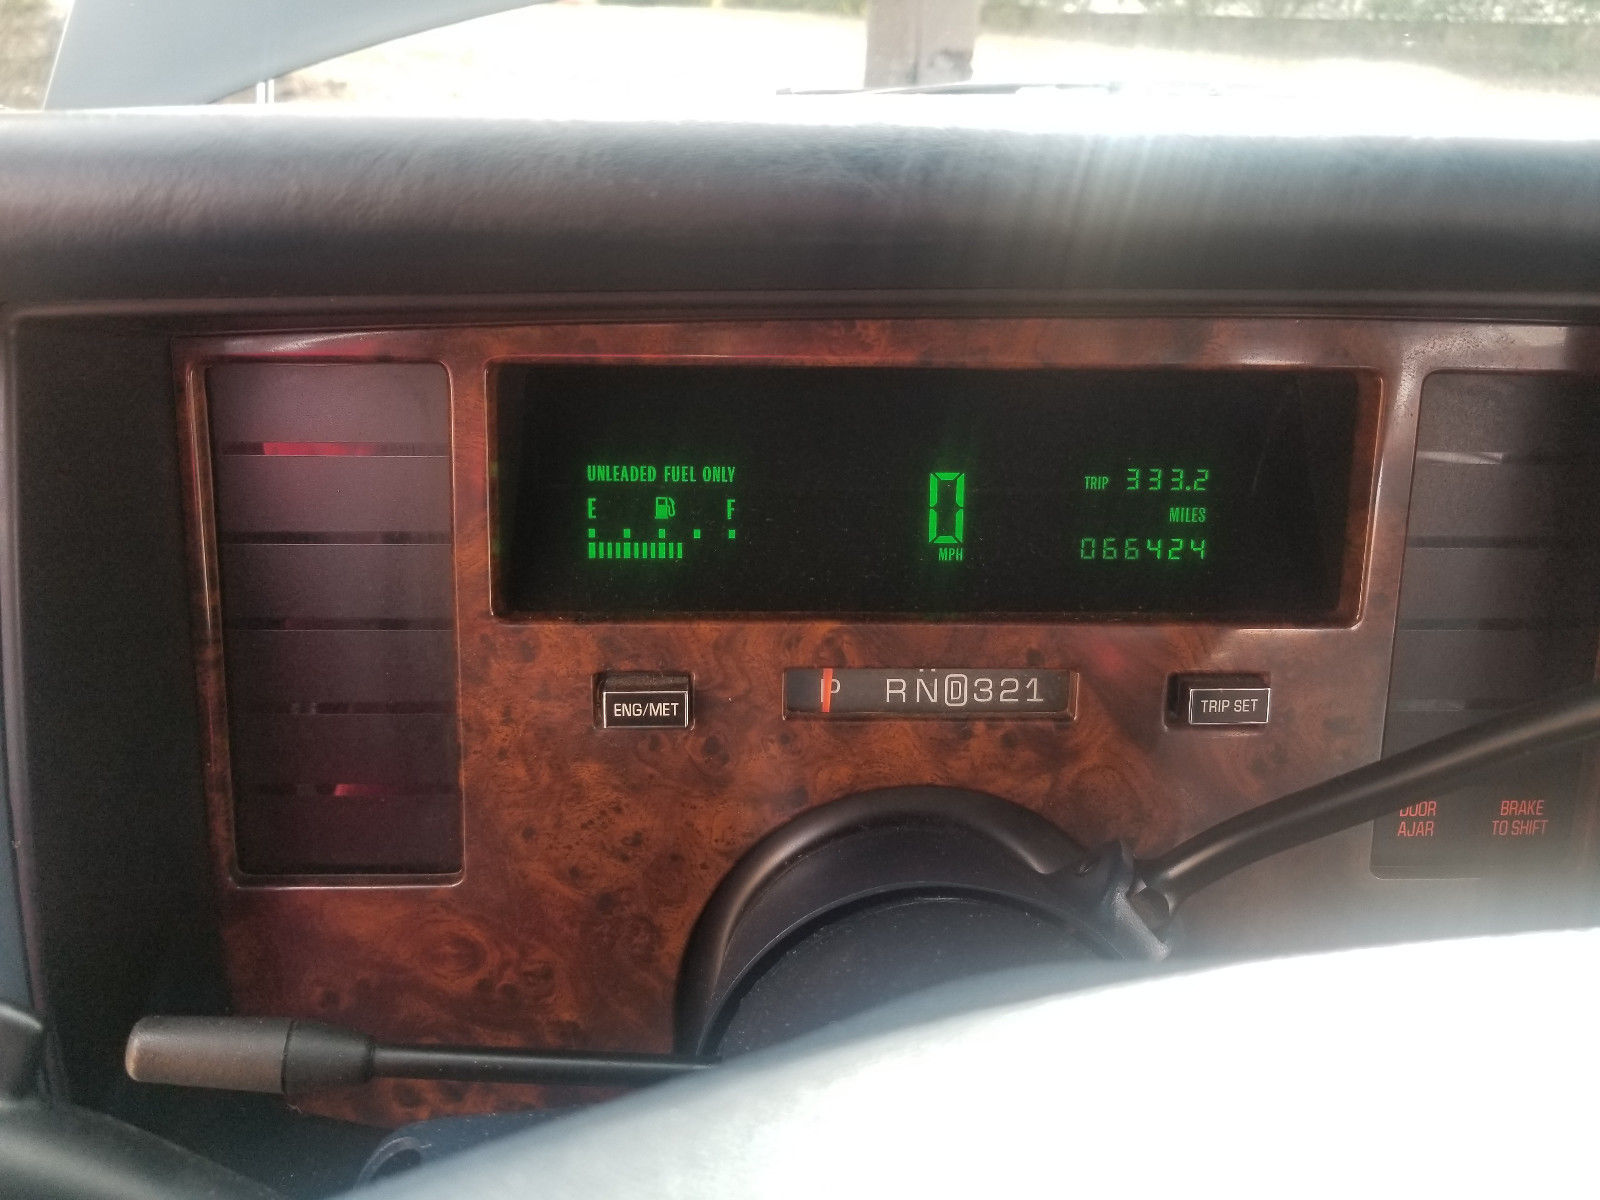 UNLEADED FUEL ONLY
E F
0
MPH
TRIP 333.2
MILES
066424
ENG/MET
P RND321
TRIP SET
DOOR
AJAR
BRAKE
TO SHIFT